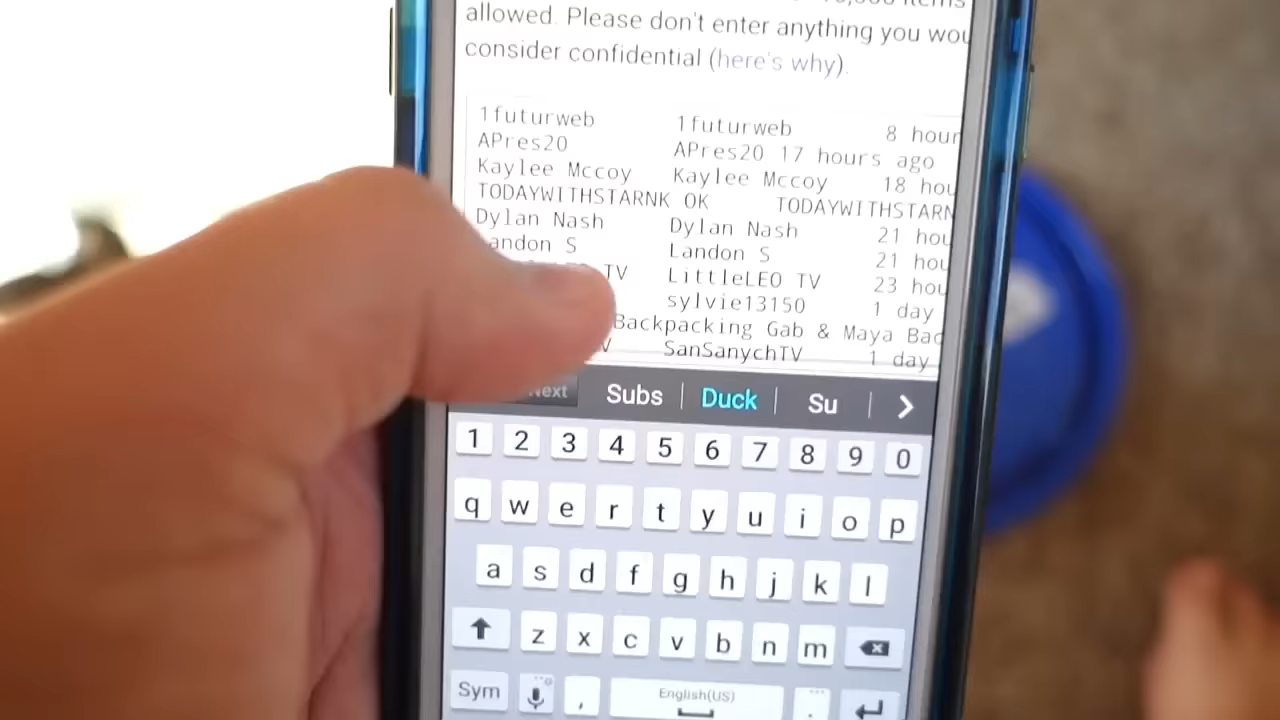 allowed. Please don't enter anything you wou
consider confidential (here's why).
1futurweb 1futurweb 8 hour
APres20 APres20 17 hours ago
Kaylee Mccoy Kaylee Mccoy 18 hou
TODAYWITHSTARNK OK TODAYWITHSTARN
Dylan Nash Dylan Nash 21 hou
andon S Landon S 21 hou
TV LittleLEO TV 23 hou
sylvie13150 1 day
Backpacking Gab & Maya Bac
V SanSanychTV 1 day
Next Subs Duck Su
1 2 3 4 5 6 7 8 9 0
q w e r t y u i o p
a s d f g h j k l
z x c v b n m
Sym , English(US) .